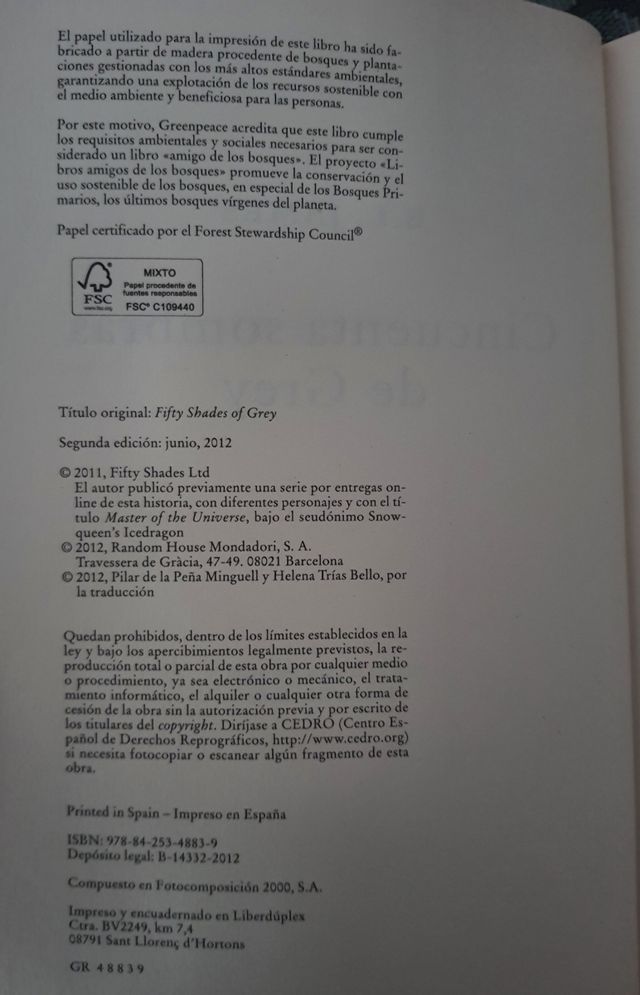 El papel utilizado para la impresión de este libro ha sido fa-
bricado a partir de madera procedente de bosques y planta-
ciones gestionadas con los más altos estándares ambientales,
garantizando una explotación de los recursos sostenible con
el medio ambiente y beneficiosa para las personas.
Por este motivo, Greenpeace acredita que este libro cumple
los requisitos ambientales y sociales necesarios para ser con-
siderado un libro «amigo de los bosques». El proyecto «Li-
bros amigos de los bosques» promueve la conservación y el
uso sostenible de los bosques, en especial de los Bosques Pri-
marios, los últimos bosques vírgenes del planeta.
Papel certificado por el Forest Stewardship Council®
FSC
www.fsc.org
MIXTO
Papel procedente de
fuentes responsables
FSC® C109440
Cincuenta sombras
de Grey
Título original: Fifty Shades of Grey
Segunda edición: junio, 2012
© 2011, Fifty Shades Ltd
El autor publicó previamente una serie por entregas on-
line de esta historia, con diferentes personajes y con el tí-
tulo Master of the Universe, bajo el seudónimo Snow-
queen's Icedragon
© 2012, Random House Mondadori, S. A.
Travessera de Gràcia, 47-49. 08021 Barcelona
© 2012, Pilar de la Peña Minguell y Helena Trías Bello, por
la traducción
Quedan prohibidos, dentro de los límites establecidos en la
ley y bajo los apercibimientos legalmente previstos, la re-
producción total o parcial de esta obra por cualquier medio
o procedimiento, ya sea electrónico o mecánico, el trata-
miento informático, el alquiler o cualquier otra forma de
cesión de la obra sin la autorización previa y por escrito de
los titulares del copyright. Diríjase a CEDRO (Centro Es-
pañol de Derechos Reprográficos, http://www.cedro.org)
si necesita fotocopiar o escanear algún fragmento de esta
obra.
Printed in Spain – Impreso en España
ISBN: 978-84-253-4883-9
Depósito legal: B-14332-2012
Compuesto en Fotocomposición 2000, S.A.
Impreso y encuadernado en Liberdúplex
Ctra. BV2249, km 7,4
08791 Sant Llorenç d'Hortons
GR 48839